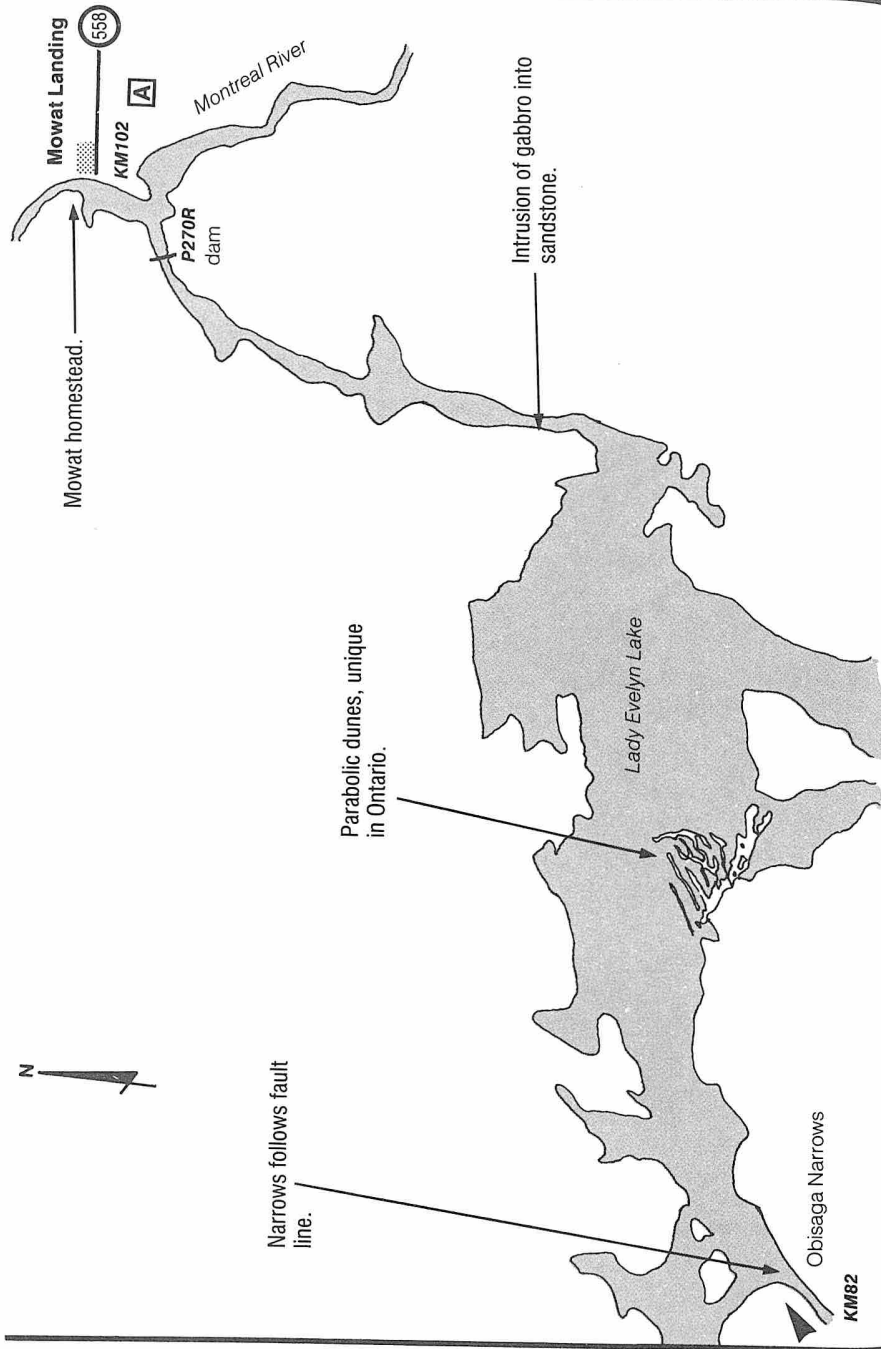 N
Mowat homestead.
Mowat Landing
558
KM102
A
Montreal River
P270R
dam
Intrusion of gabbro into
sandstone.
Parabolic dunes, unique
in Ontario.
Lady Evelyn Lake
Narrows follows fault
line.
Obisaga Narrows
KM82